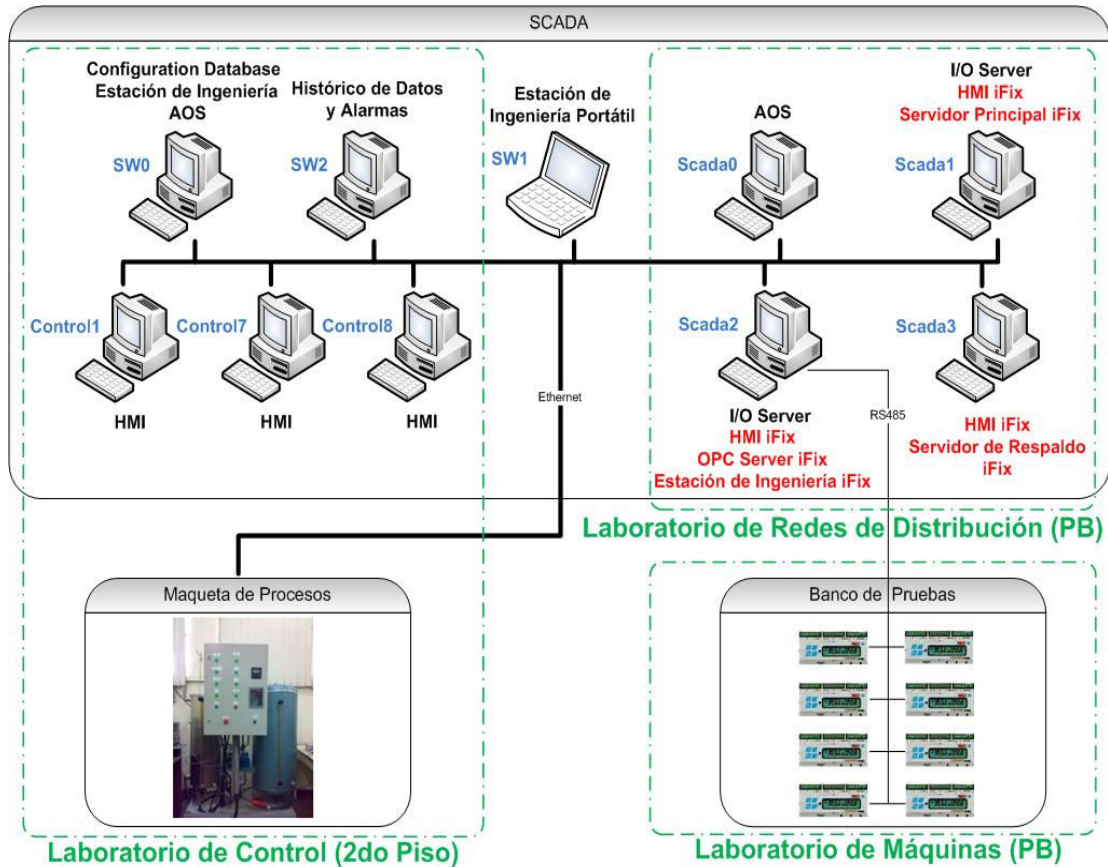 SCADA
Configuration Database
Estación de Ingeniería
AOS
SW0
Histórico de Datos
y Alarmas
SW2
Estación de
Ingeniería Portátil
SW1
AOS
Scada0
I/O Server
HMI iFix
Servidor Principal iFix
Scada1
Control1
HMI
Control7
HMI
Control8
HMI
Ethernet
Scada2
I/O Server
HMI iFix
OPC Server iFix
Estación de Ingeniería iFix
RS485
Scada3
HMI iFix
Servidor de Respaldo
iFix
Laboratorio de Redes de Distribución (PB)
Maqueta de Procesos
Banco de Pruebas
Laboratorio de Control (2do Piso)
Laboratorio de Máquinas (PB)